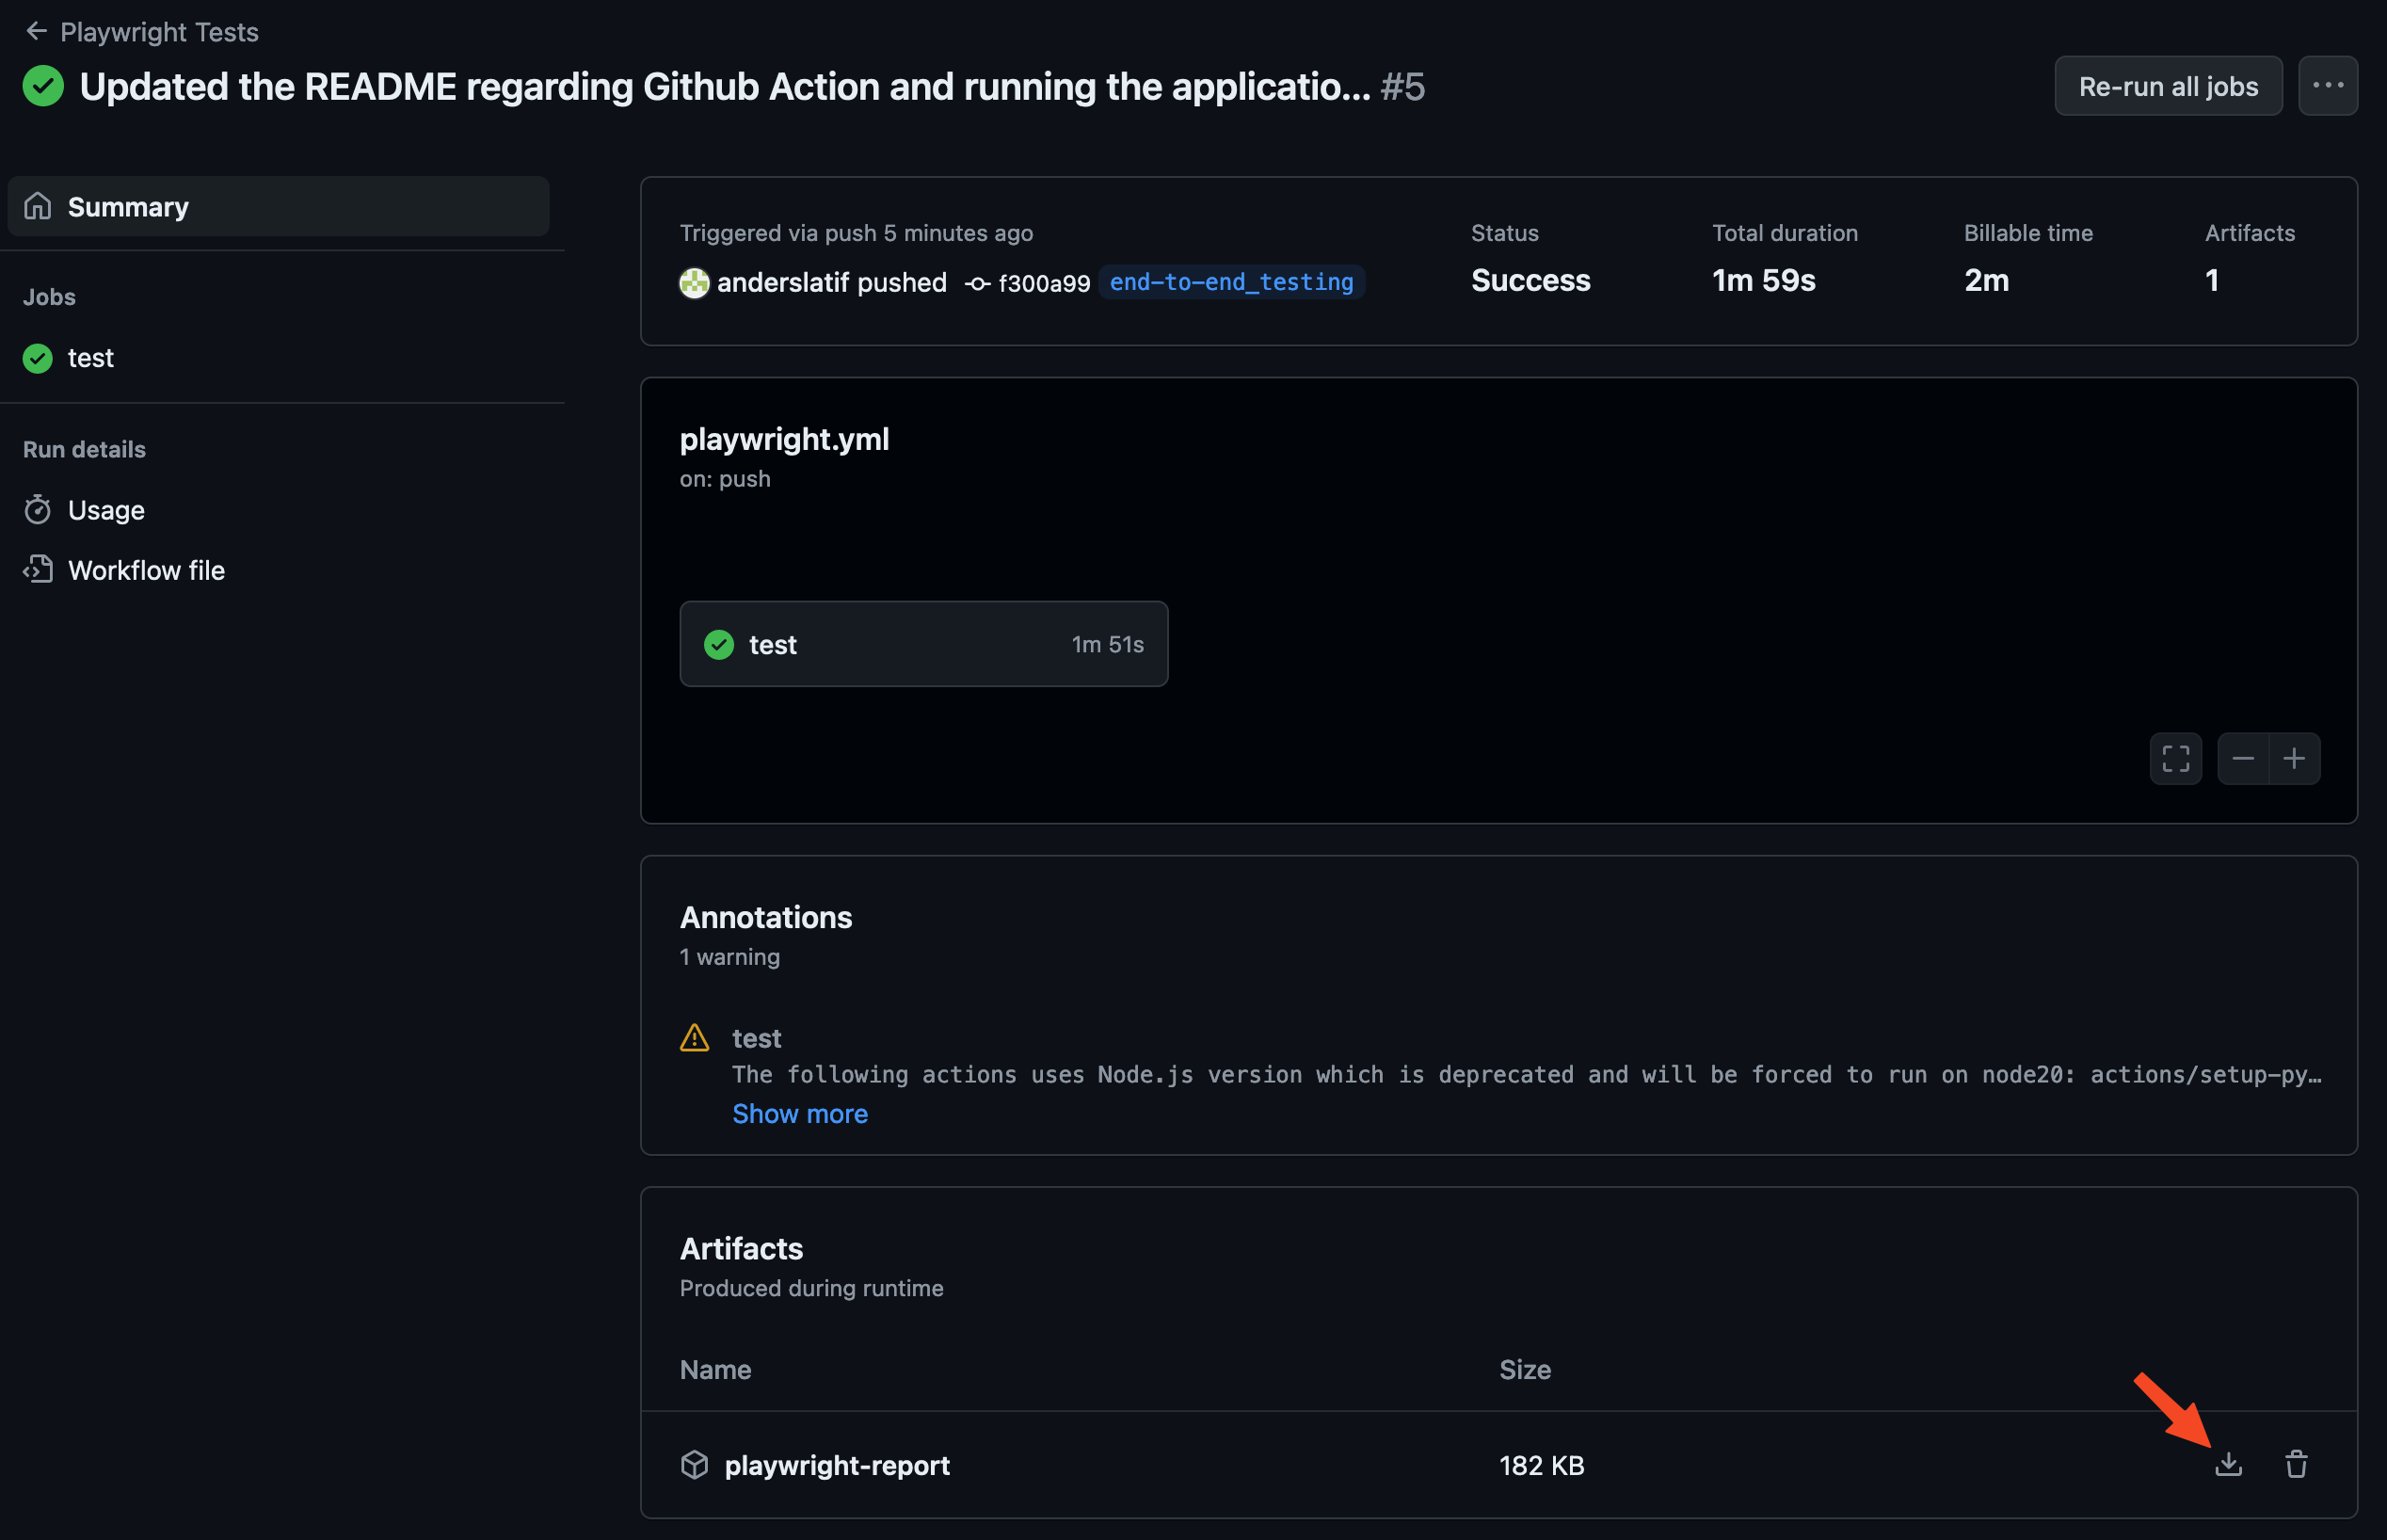 Playwright Tests
Updated the README regarding Github Action and running the applicatio... #5
Re-run all jobs
Summary
Jobs
test
Run details
Usage
Workflow file
Triggered via push 5 minutes ago
anderslatif pushed f300a99 end-to-end_testing
Status
Success
Total duration
1m 59s
Billable time
2m
Artifacts
1
playwright.yml
on: push
test 1m 51s
Annotations
1 warning
test
The following actions uses Node.js version which is deprecated and will be forced to run on node20: actions/setup-py…
Show more
Artifacts
Produced during runtime
Name Size
playwright-report 182 KB